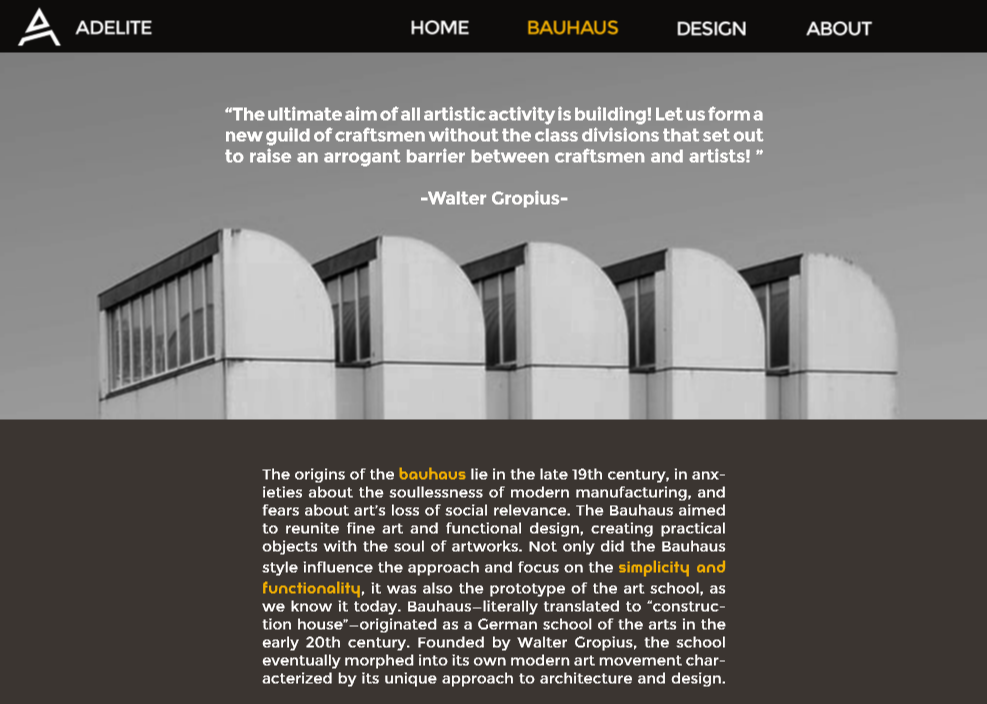 ADELITE
HOME
BAUHAUS
DESIGN
ABOUT
“The ultimate aim of all artistic activity is building! Let us form a
new guild of craftsmen without the class divisions that set out
to raise an arrogant barrier between craftsmen and artists! ”
-Walter Gropius-
The origins of the bauhaus lie in the late 19th century, in anx-
ieties about the soullessness of modern manufacturing, and
fears about art’s loss of social relevance. The Bauhaus aimed
to reunite fine art and functional design, creating practical
objects with the soul of artworks. Not only did the Bauhaus
style influence the approach and focus on the simplicity and
functionality, it was also the prototype of the art school, as
we know it today. Bauhaus—literally translated to “construc-
tion house”—originated as a German school of the arts in the
early 20th century. Founded by Walter Gropius, the school
eventually morphed into its own modern art movement char-
acterized by its unique approach to architecture and design.